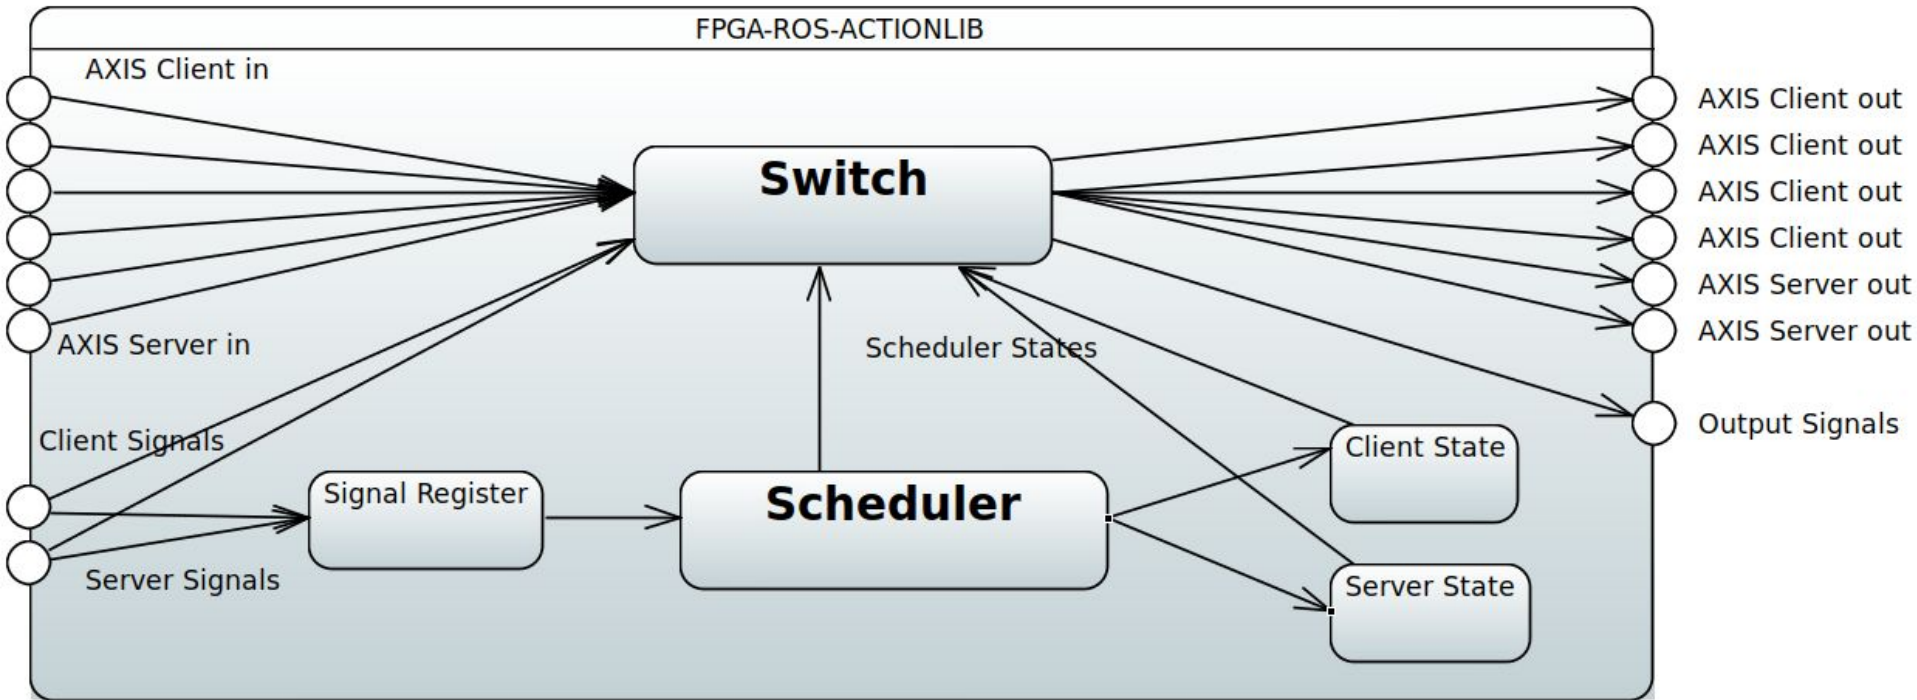 FPGA-ROS-ACTIONLIB
AXIS Client in
AXIS Client out
AXIS Client out
Switch
AXIS Client out
AXIS Client out
AXIS Server out
AXIS Server out
AXIS Server in
Scheduler States
Output Signals
Client Signals
Client State
Signal Register
Scheduler
Server Signals
Server State